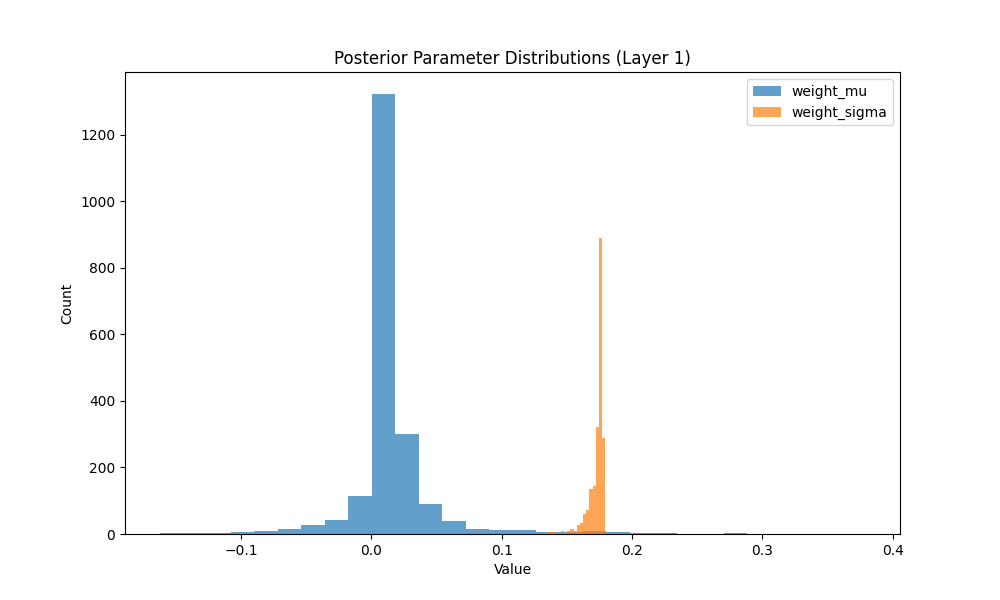 Posterior Parameter Distributions (Layer 1)
weight_mu
weight_sigma
1200
1000
800
600
400
200
0
Count
−0.1
0.0
0.1
0.2
0.3
0.4
Value